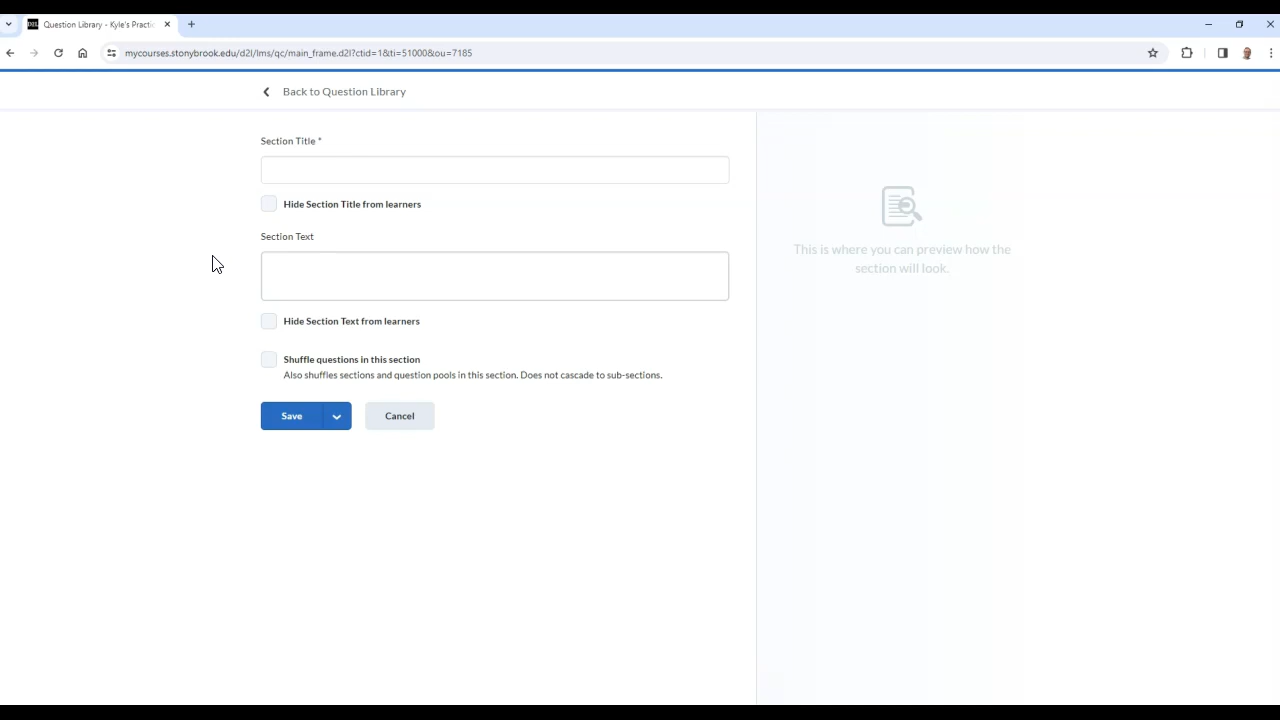 D2L Question Library - Kyle's Practic
mycourses.stonybrook.edu/d2l/lms/qc/main_frame.d2l?ctid=1&ti=51000&ou=7185
Back to Question Library
Section Title *
Hide Section Title from learners
Section Text
Hide Section Text from learners
Shuffle questions in this section
Also shuffles sections and question pools in this section. Does not cascade to sub-sections.
Save
Cancel
This is where you can preview how the
section will look.